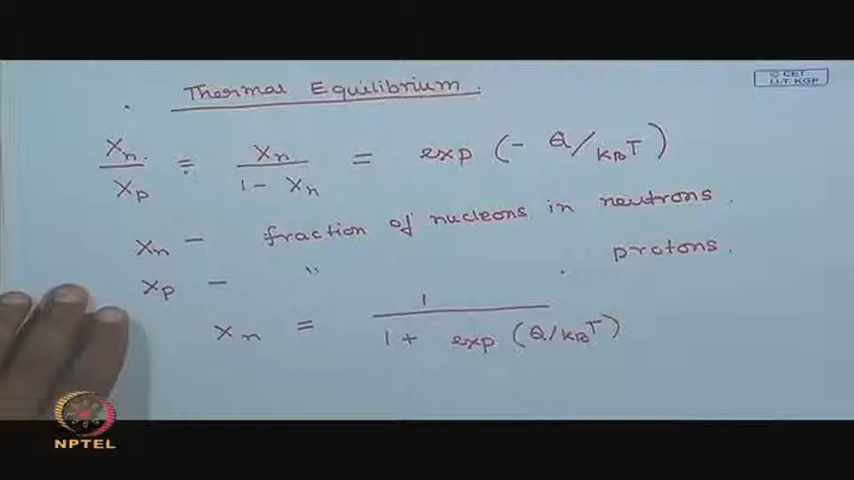 Thermal Equilibrium
© CET
I.I.T. KGP
Xn / Xp = Xn / 1 - Xn = exp (- Q/kBT)
Xn - fraction of nucleons in neutrons.
Xp - " protons.
Xn = 1 / 1 + exp (Q/kBT)
NPTEL